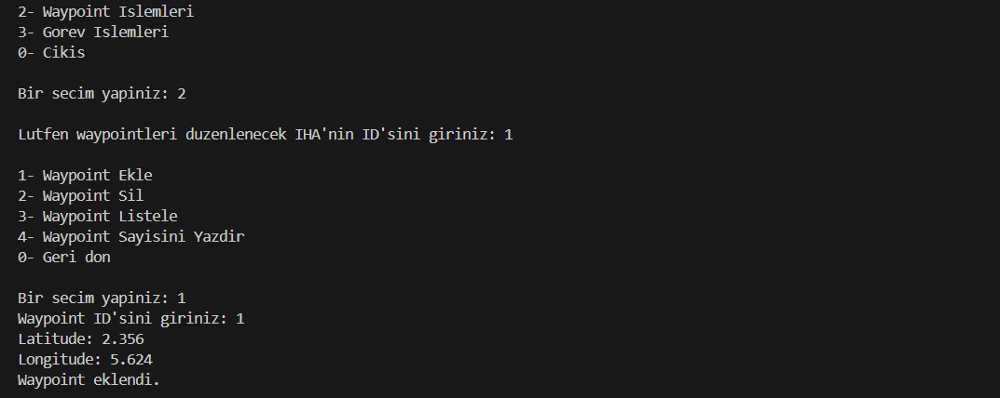 2- Waypoint Islemleri
3- Gorev Islemleri
0- Cikis
Bir secim yapiniz: 2
Lutfen waypointleri duzenlenecek IHA'nin ID'sini giriniz: 1
1- Waypoint Ekle
2- Waypoint Sil
3- Waypoint Listele
4- Waypoint Sayisini Yazdir
0- Geri don
Bir secim yapiniz: 1
Waypoint ID'sini giriniz: 1
Latitude: 2.356
Longitude: 5.624
Waypoint eklendi.